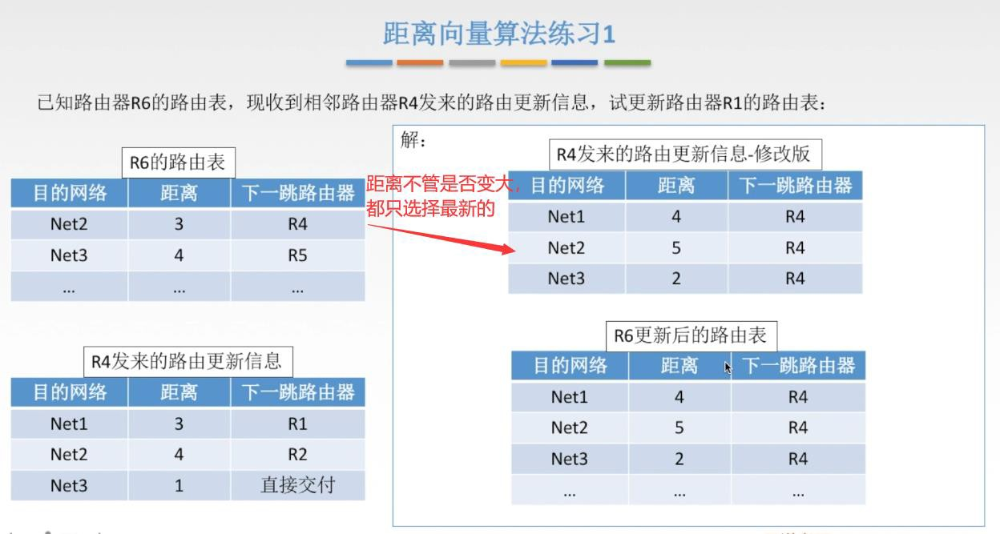 距离向量算法练习1
已知路由器R6的路由表，现收到相邻路由器R4发来的路由更新信息，试更新路由器R1的路由表：
R6的路由表
目的网络 距离 下一跳路由器
Net2 3 R4
Net3 4 R5
... ... ...
R4发来的路由更新信息
目的网络 距离 下一跳路由器
Net1 3 R1
Net2 4 R2
Net3 1 直接交付
距离不管是否变大，
都只选择最新的
解：
R4发来的路由更新信息-修改版
目的网络 距离 下一跳路由器
Net1 4 R4
Net2 5 R4
Net3 2 R4
R6更新后的路由表
目的网络 距离 下一跳路由器
Net1 4 R4
Net2 5 R4
Net3 2 R4
... ... ...